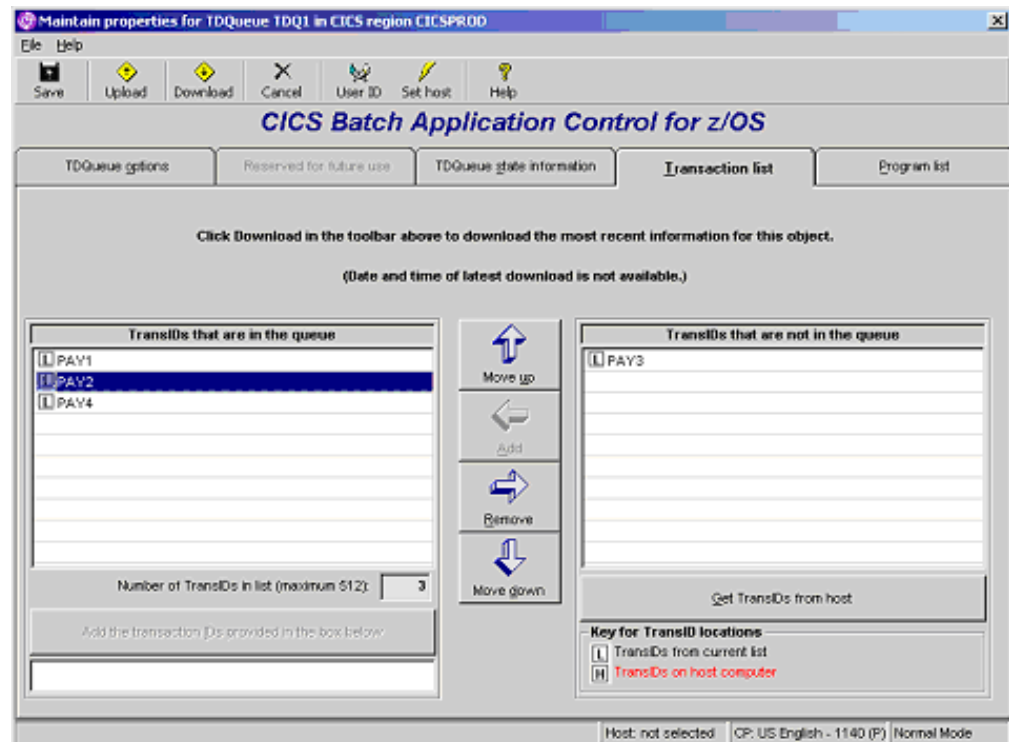 Maintain properties for TDQueue TDQ1 in CICS region CICSPROD
File Help
Save Upload Download Cancel User ID Set host Help
CICS Batch Application Control for z/OS
TDQueue options Reserved for future use TDQueue state information Transaction list Program list
Click Download in the toolbar above to download the most recent information for this object.
(Date and time of latest download is not available.)
TransIDs that are in the queue
L PAY1
L PAY2
L PAY4
Number of TransIDs in list (maximum 512): 3
Add the transaction IDs provided in the box below:
Move up
Add
Remove
Move down
TransIDs that are not in the queue
L PAY3
Get TransIDs from host
Key for TransID locations
L TransIDs from current list
H TransIDs on host computer
Host: not selected CP: US English - 1140 (P) Normal Mode